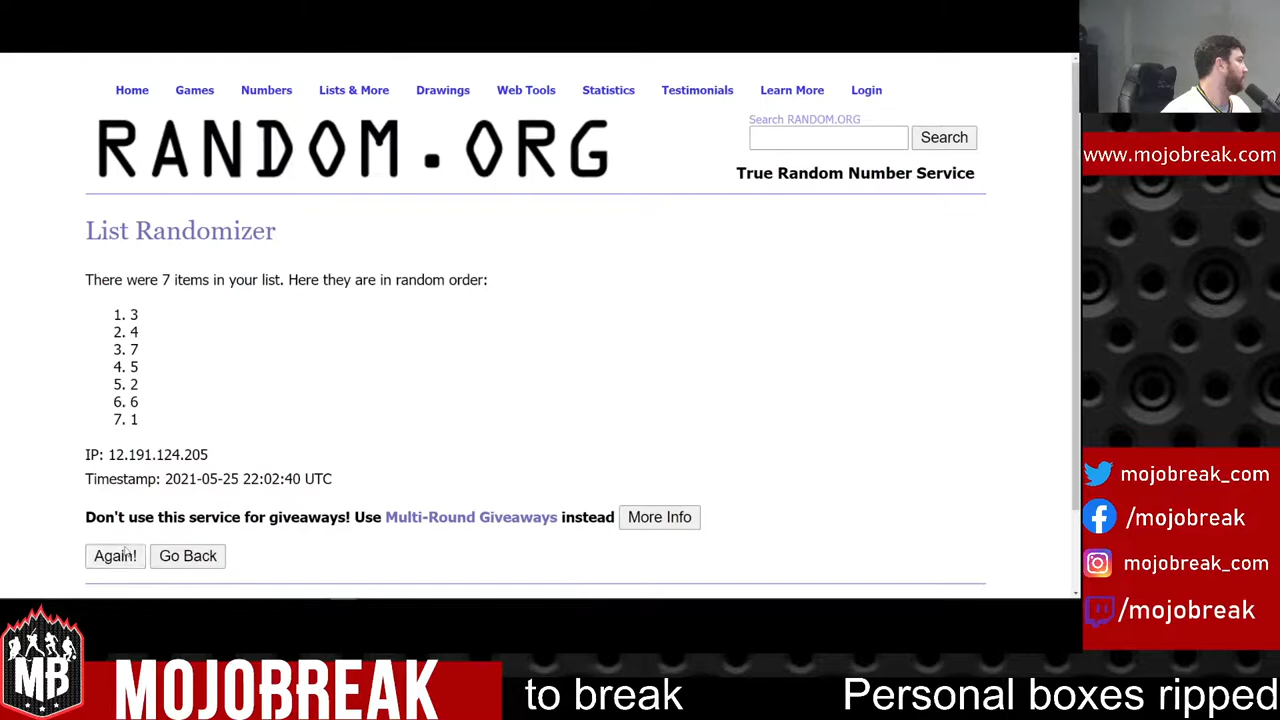 Home Games Numbers Lists & More Drawings Web Tools Statistics Testimonials Learn More Login
RANDOM.ORG
Search RANDOM.ORG
Search
True Random Number Service
List Randomizer
There were 7 items in your list. Here they are in random order:
1. 3
2. 4
3. 7
4. 5
5. 2
6. 6
7. 1
IP: 12.191.124.205
Timestamp: 2021-05-25 22:02:40 UTC
Don't use this service for giveaways! Use Multi-Round Giveaways instead More Info
Again! Go Back
www.mojobreak.com
mojobreak_com
/mojobreak
mojobreak_com
/mojobreak
MB
MOJOBREAK
to break Personal boxes ripped